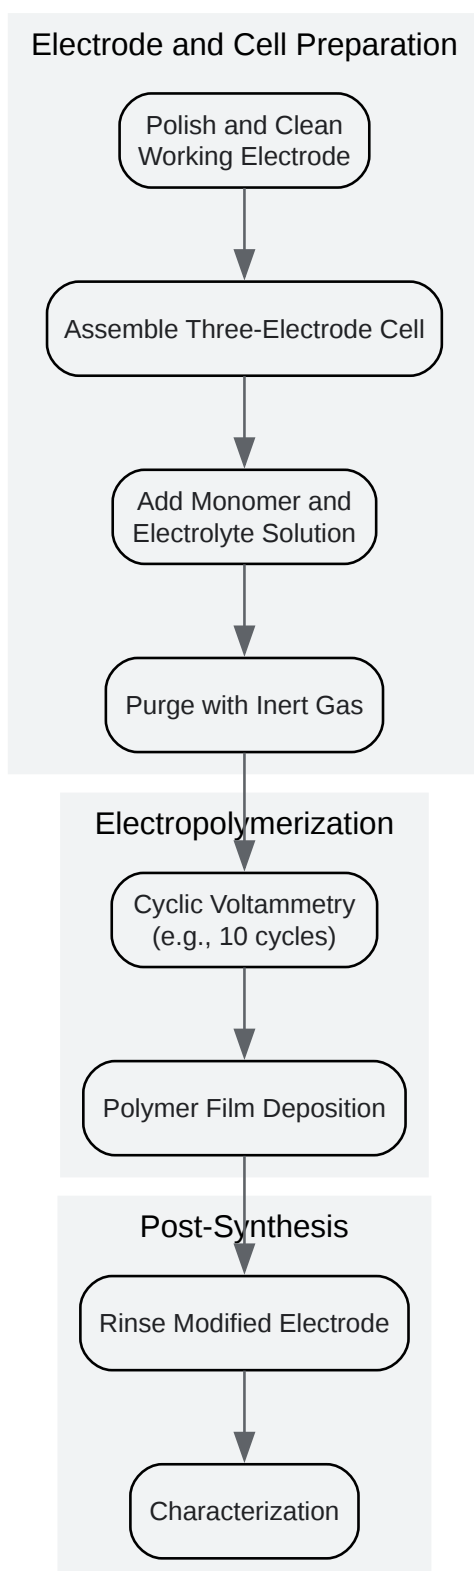 Electrode and Cell Preparation
Polish and Clean
Working Electrode
Assemble Three-Electrode Cell
Add Monomer and
Electrolyte Solution
Purge with Inert Gas
Electropolymerization
Cyclic Voltammetry
(e.g., 10 cycles)
Polymer Film Deposition
Post-Synthesis
Rinse Modified Electrode
Characterization